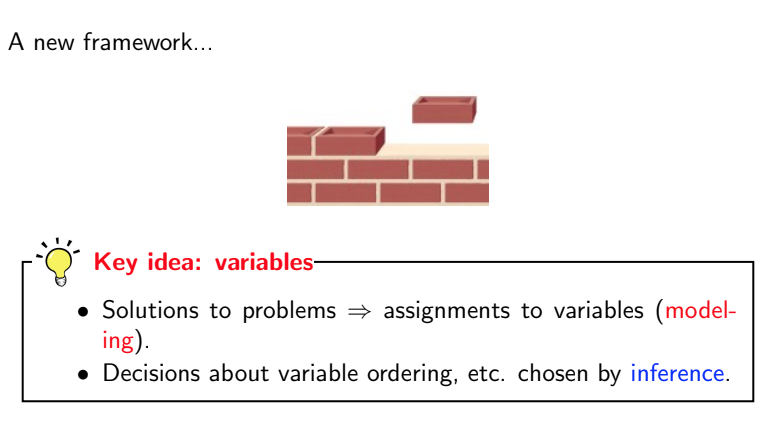 A new framework...
Key idea: variables
• Solutions to problems ⇒ assignments to variables (model-
ing).
• Decisions about variable ordering, etc. chosen by inference.